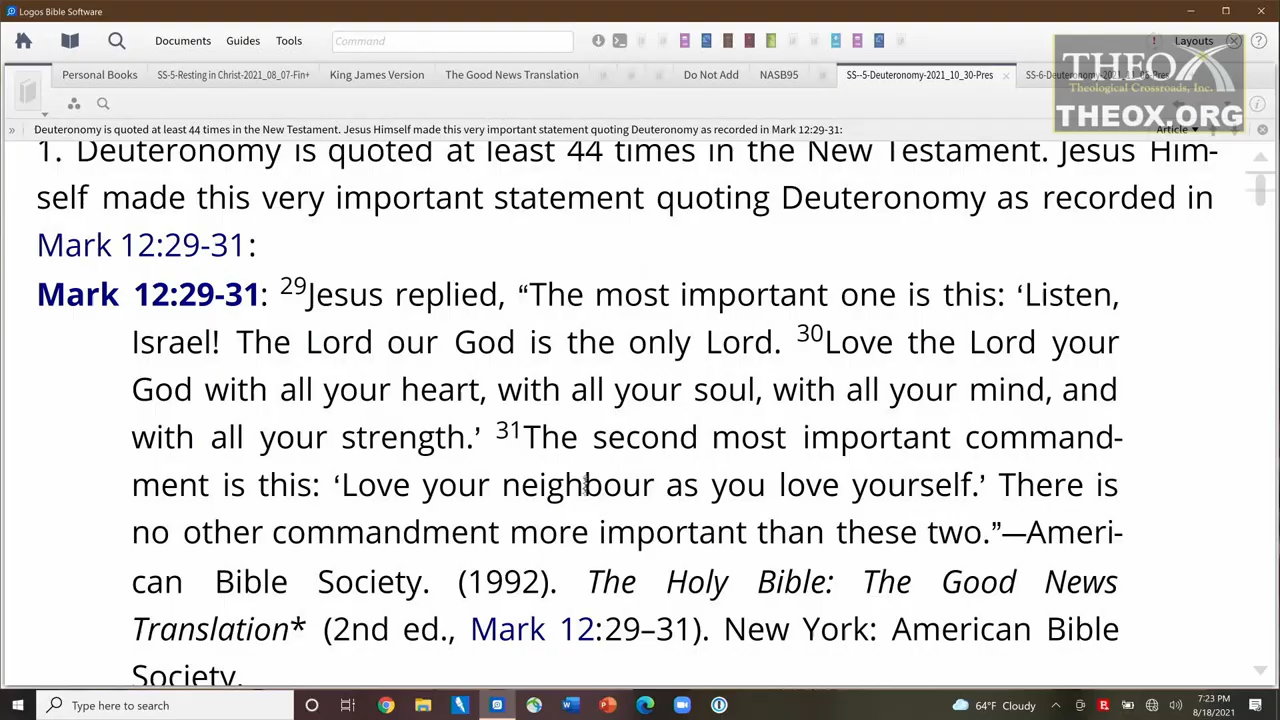 Logos Bible Software
Documents Guides Tools Command Layouts
Personal Books SS-5-Resting in Christ-2021_08_07-Fin+ King James Version The Good News Translation Do Not Add NASB95 SS--5-Deuteronomy-2021_10_30-Pres SS-6-Deuteronomy-2021
THEOX
Theological Crossroads, Inc.
THEOX.ORG
Deuteronomy is quoted at least 44 times in the New Testament. Jesus Himself made this very important statement quoting Deuteronomy as recorded in Mark 12:29-31: Article
1. Deuteronomy is quoted at least 44 times in the New Testament. Jesus Him-
self made this very important statement quoting Deuteronomy as recorded in
Mark 12:29-31:
Mark 12:29-31: 29Jesus replied, “The most important one is this: ‘Listen,
Israel! The Lord our God is the only Lord. 30Love the Lord your
God with all your heart, with all your soul, with all your mind, and
with all your strength.’ 31The second most important command-
ment is this: ‘Love your neighbour as you love yourself.’ There is
no other commandment more important than these two.”—Ameri-
can Bible Society. (1992). The Holy Bible: The Good News
Translation* (2nd ed., Mark 12:29–31). New York: American Bible
Society.
Type here to search 64°F Cloudy 7:23 PM
8/18/2021